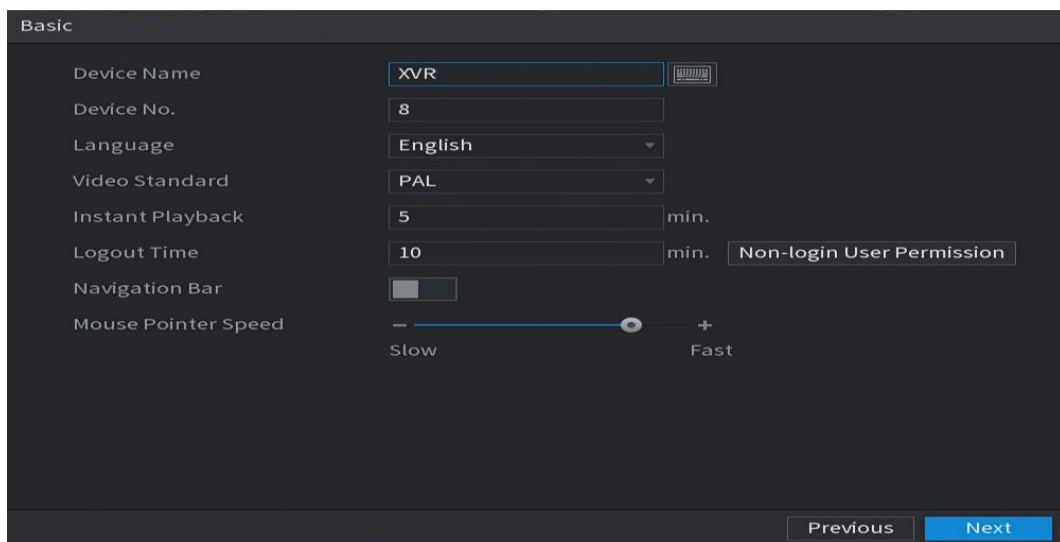 Basic
Device Name XVR
Device No. 8
Language English
Video Standard PAL
Instant Playback 5 min.
Logout Time 10 min. Non-login User Permission
Navigation Bar
Mouse Pointer Speed − +
Slow Fast
Previous Next